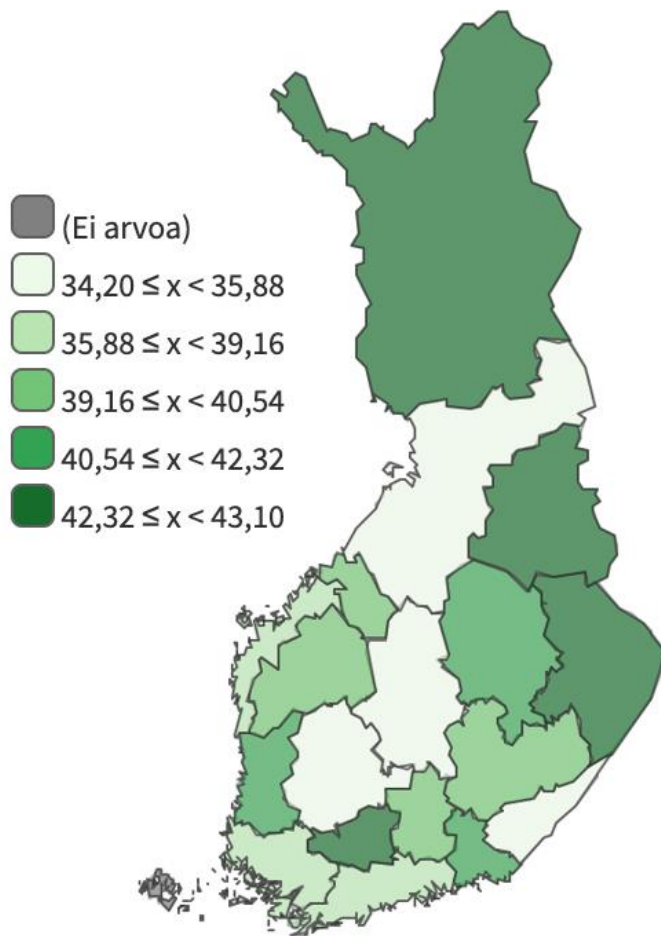 (Ei arvoa)
34,20 ≤ x < 35,88
35,88 ≤ x < 39,16
39,16 ≤ x < 40,54
40,54 ≤ x < 42,32
42,32 ≤ x < 43,10